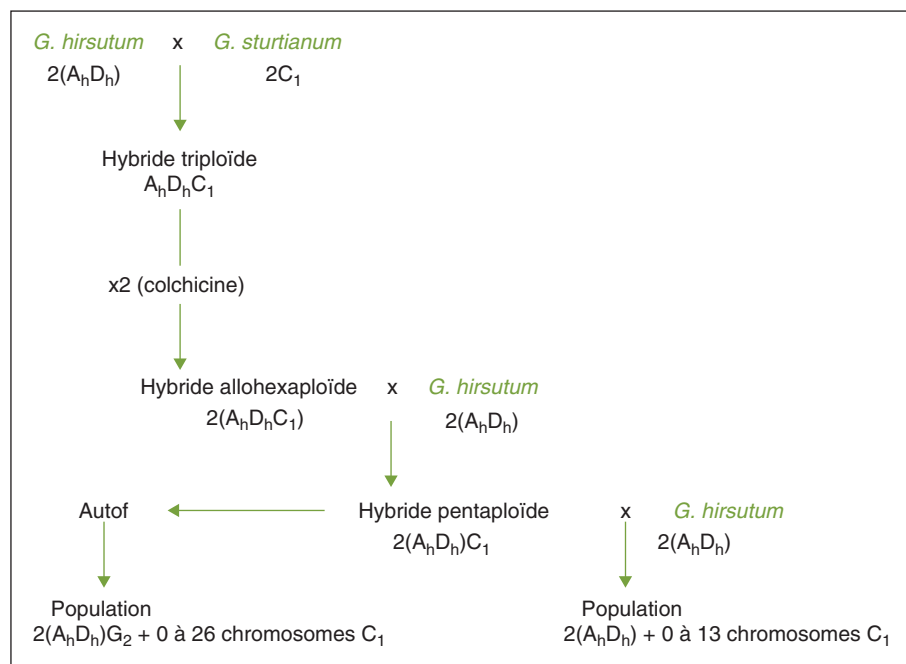 G. hirsutum x G. sturtianum
2(AₕDₕ) 2C₁
Hybride triploïde
AₕDₕC₁
x2 (colchicine)
Hybride allohexaploïde x G. hirsutum
2(AₕDₕC₁) 2(AₕDₕ)
Autof Hybride pentaploïde x G. hirsutum
2(AₕDₕ)C₁ 2(AₕDₕ)
Population Population
2(AₕDₕ)G₂ + 0 à 26 chromosomes C₁ 2(AₕDₕ) + 0 à 13 chromosomes C₁